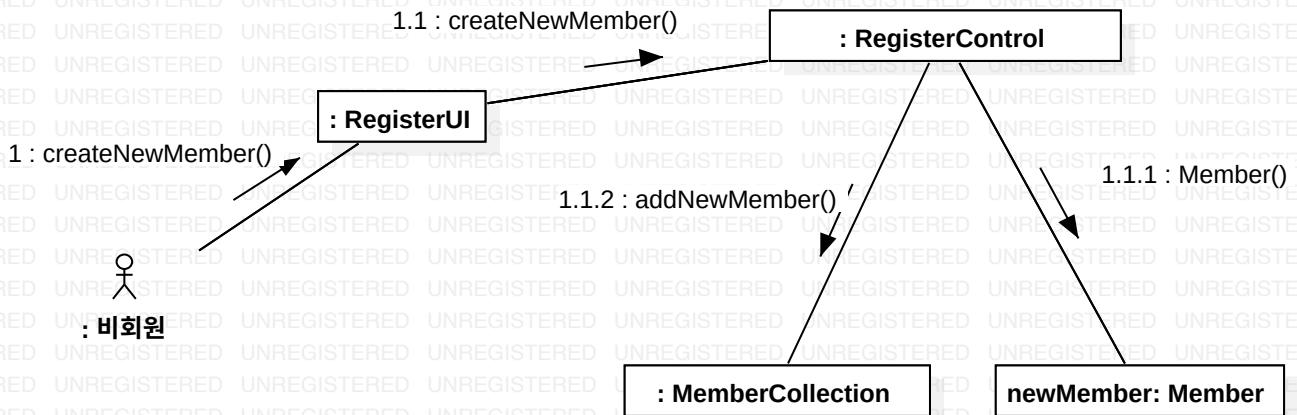 1.1 : createNewMember()
: RegisterControl
: RegisterUI
1 : createNewMember()
1.1.1 : Member()
1.1.2 : addNewMember()
: 비회원
: MemberCollection
newMember: Member
UNREGISTERED